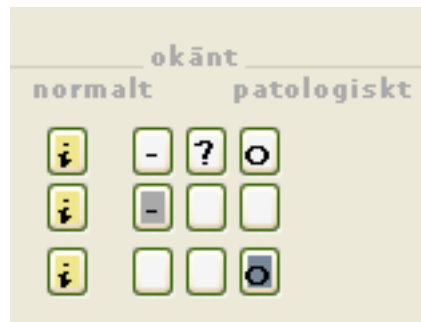 okänt
normalt patologiskt
i - ? o
i -
i o